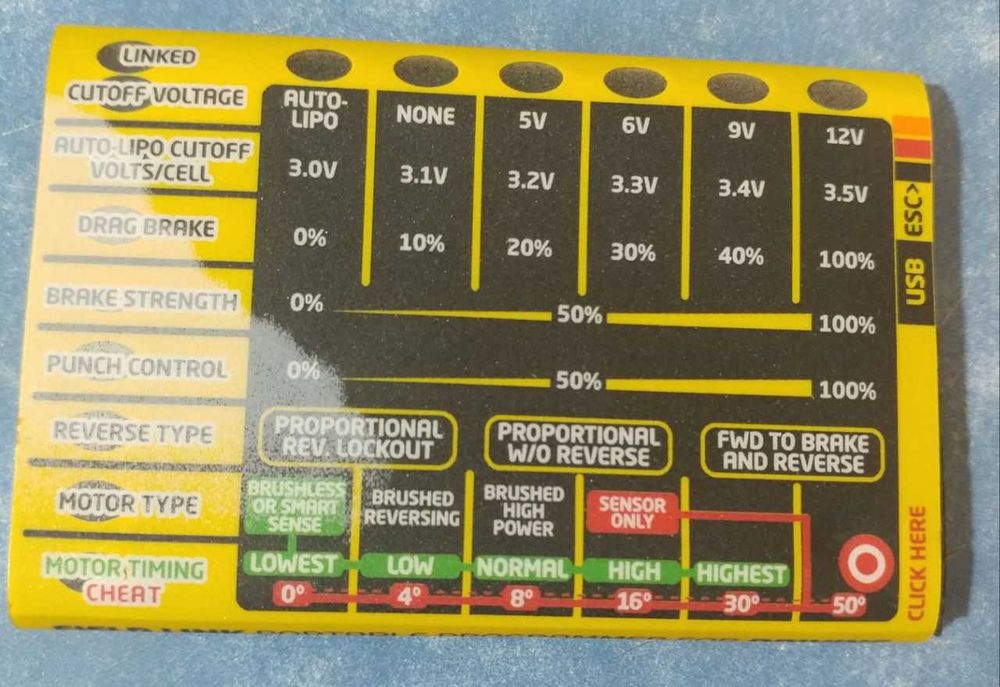 LINKED
CUTOFF VOLTAGE
AUTO-
LIPO
NONE
5V
6V
9V
12V
AUTO-LIPO CUTOFF
VOLTS/CELL
3.0V
3.1V
3.2V
3.3V
3.4V
3.5V
DRAG BRAKE
0%
10%
20%
30%
40%
100%
BRAKE STRENGTH
0%
50%
100%
PUNCH CONTROL
0%
50%
100%
REVERSE TYPE
PROPORTIONAL
REV. LOCKOUT
PROPORTIONAL
W/O REVERSE
FWD TO BRAKE
AND REVERSE
MOTOR TYPE
BRUSHLESS
OR SMART
SENSE
BRUSHED
REVERSING
BRUSHED
HIGH
POWER
SENSOR
ONLY
MOTOR TIMING
LOWEST
LOW
NORMAL
HIGH
HIGHEST
CHEAT
0°
4°
8°
16°
30°
50°
ESC>
USB
CLICK HERE